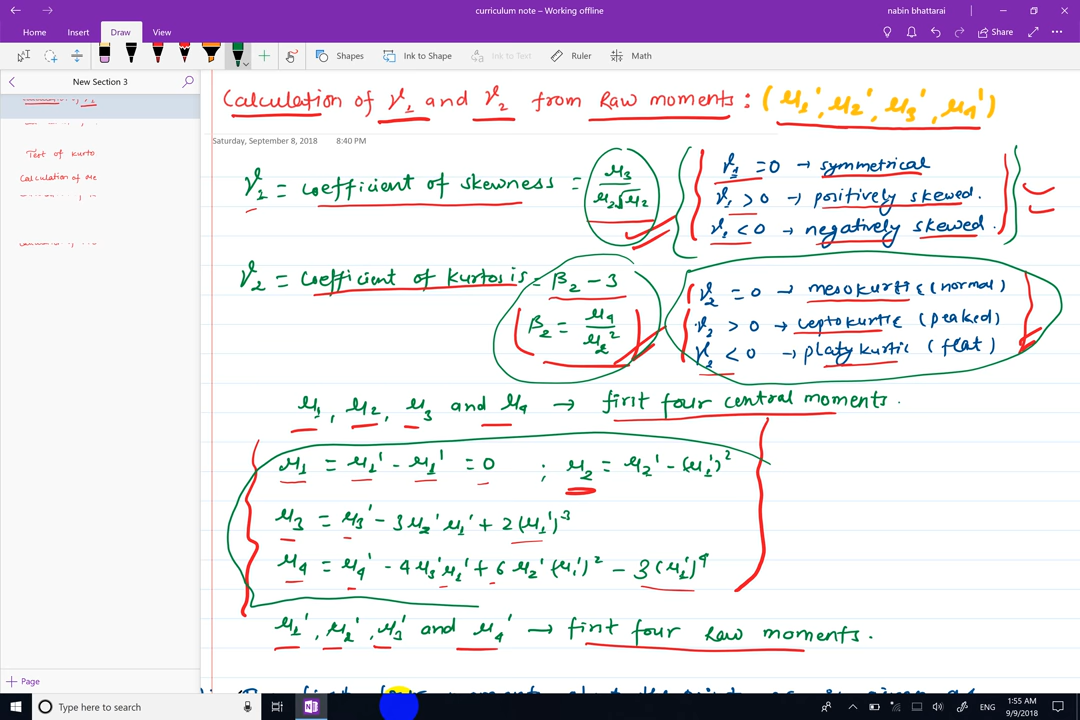 curriculum note – Working offline
nabin bhattarai
Home Insert Draw View
Share
Shapes Ink to Shape Ink to Text Ruler Math
New Section 3
Test of Kurto
Calculation of
Calculation of γ₁ and γ₂ from Raw moments : (μ₁', μ₂', μ₃', μ₄')
Saturday, September 8, 2018 8:40 PM
γ₁ = coefficient of skewness = μ₃ / μ₂√μ₂
γ₁ = 0 → symmetrical
γ₁ > 0 → positively skewed.
γ₁ < 0 → negatively skewed.
γ₂ = coefficient of kurtosis = β₂ - 3
β₂ = μ₄ / μ₂²
γ₂ = 0 → mesokurtic (normal)
γ₂ > 0 → leptokurtic (peaked)
γ₂ < 0 → platykurtic (flat)
μ₁, μ₂, μ₃ and μ₄ → first four central moments.
μ₁ = μ₁' - μ₁' = 0 ; μ₂ = μ₂' - (μ₁')²
μ₃ = μ₃' - 3μ₂'μ₁' + 2(μ₁')³
μ₄ = μ₄' - 4μ₃'μ₁' + 6μ₂'(μ₁')² - 3(μ₁')⁴
μ₁', μ₂', μ₃' and μ₄' → first four Raw moments.
Page
Type here to search
ENG
1:55 AM
9/9/2018